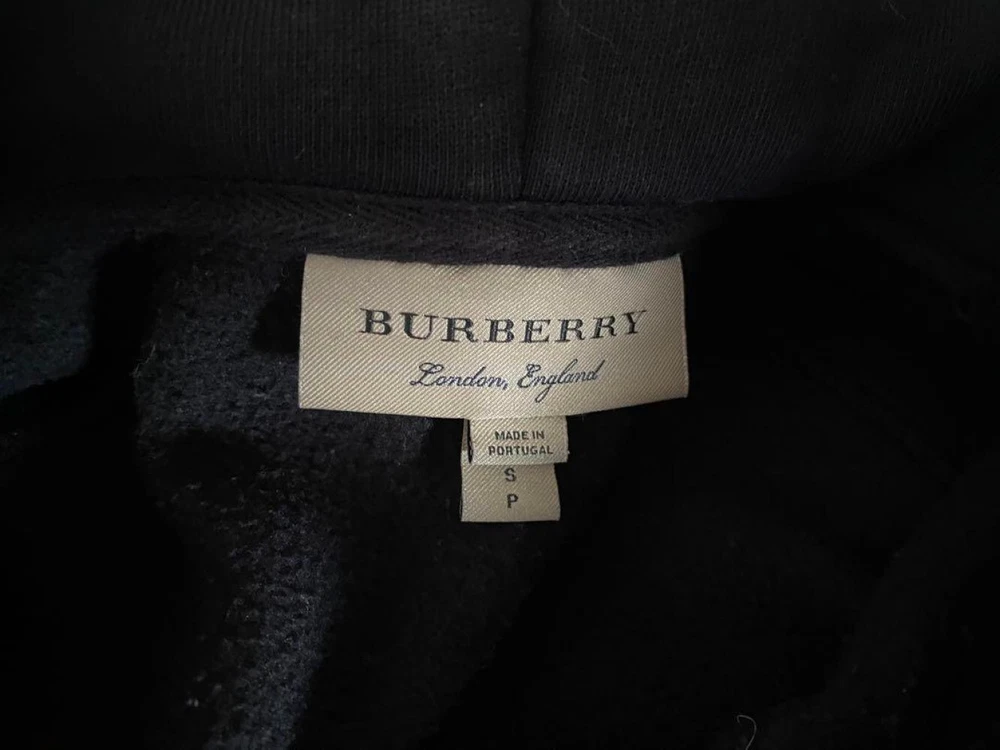 BURBERRY
London, England
MADE IN
PORTUGAL
S
P